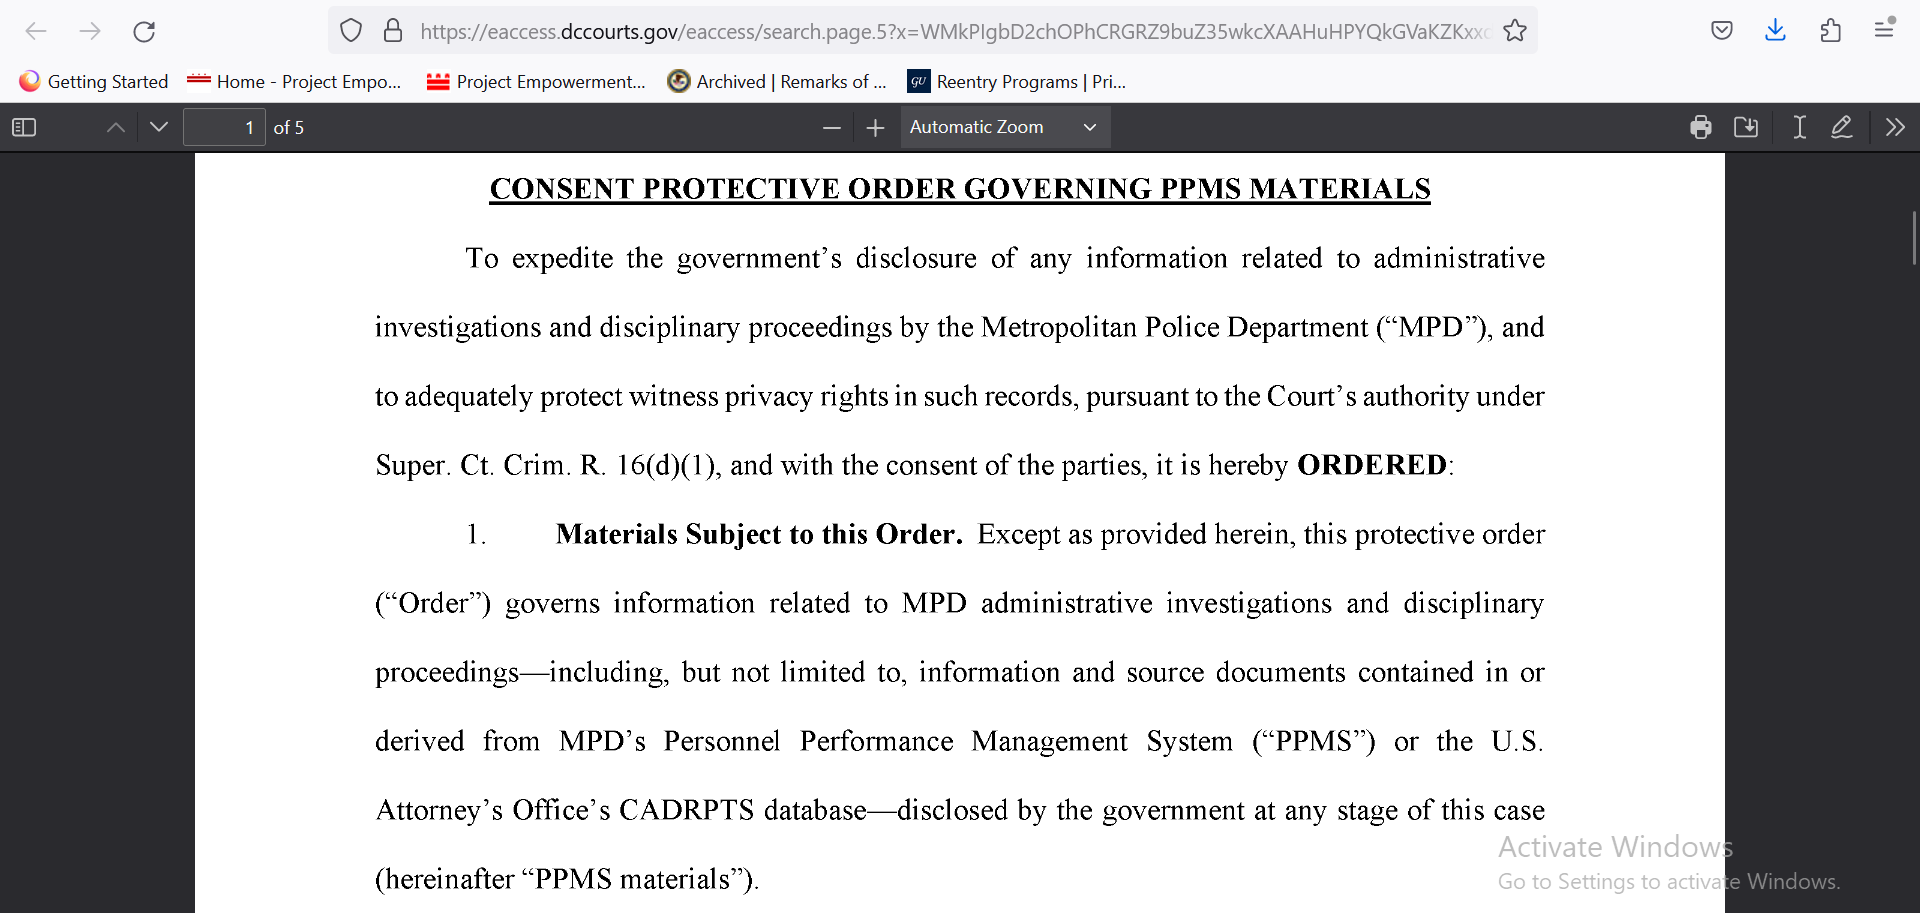 https://eaccess.dccourts.gov/eaccess/search.page.5?x=WMkPIgbD2chOPhCRGRZ9buZ35wkcXAAHuHPYQkGVaKZKxxc
Getting Started Home - Project Empo... Project Empowerment... Archived | Remarks of ... GU Reentry Programs | Pri...
1 of 5 Automatic Zoom
CONSENT PROTECTIVE ORDER GOVERNING PPMS MATERIALS
To expedite the government’s disclosure of any information related to administrative
investigations and disciplinary proceedings by the Metropolitan Police Department (“MPD”), and
to adequately protect witness privacy rights in such records, pursuant to the Court’s authority under
Super. Ct. Crim. R. 16(d)(1), and with the consent of the parties, it is hereby ORDERED:
1. Materials Subject to this Order. Except as provided herein, this protective order
(“Order”) governs information related to MPD administrative investigations and disciplinary
proceedings—including, but not limited to, information and source documents contained in or
derived from MPD’s Personnel Performance Management System (“PPMS”) or the U.S.
Attorney’s Office’s CADRPTS database—disclosed by the government at any stage of this case
(hereinafter “PPMS materials”).
Activate Windows
Go to Settings to activate Windows.